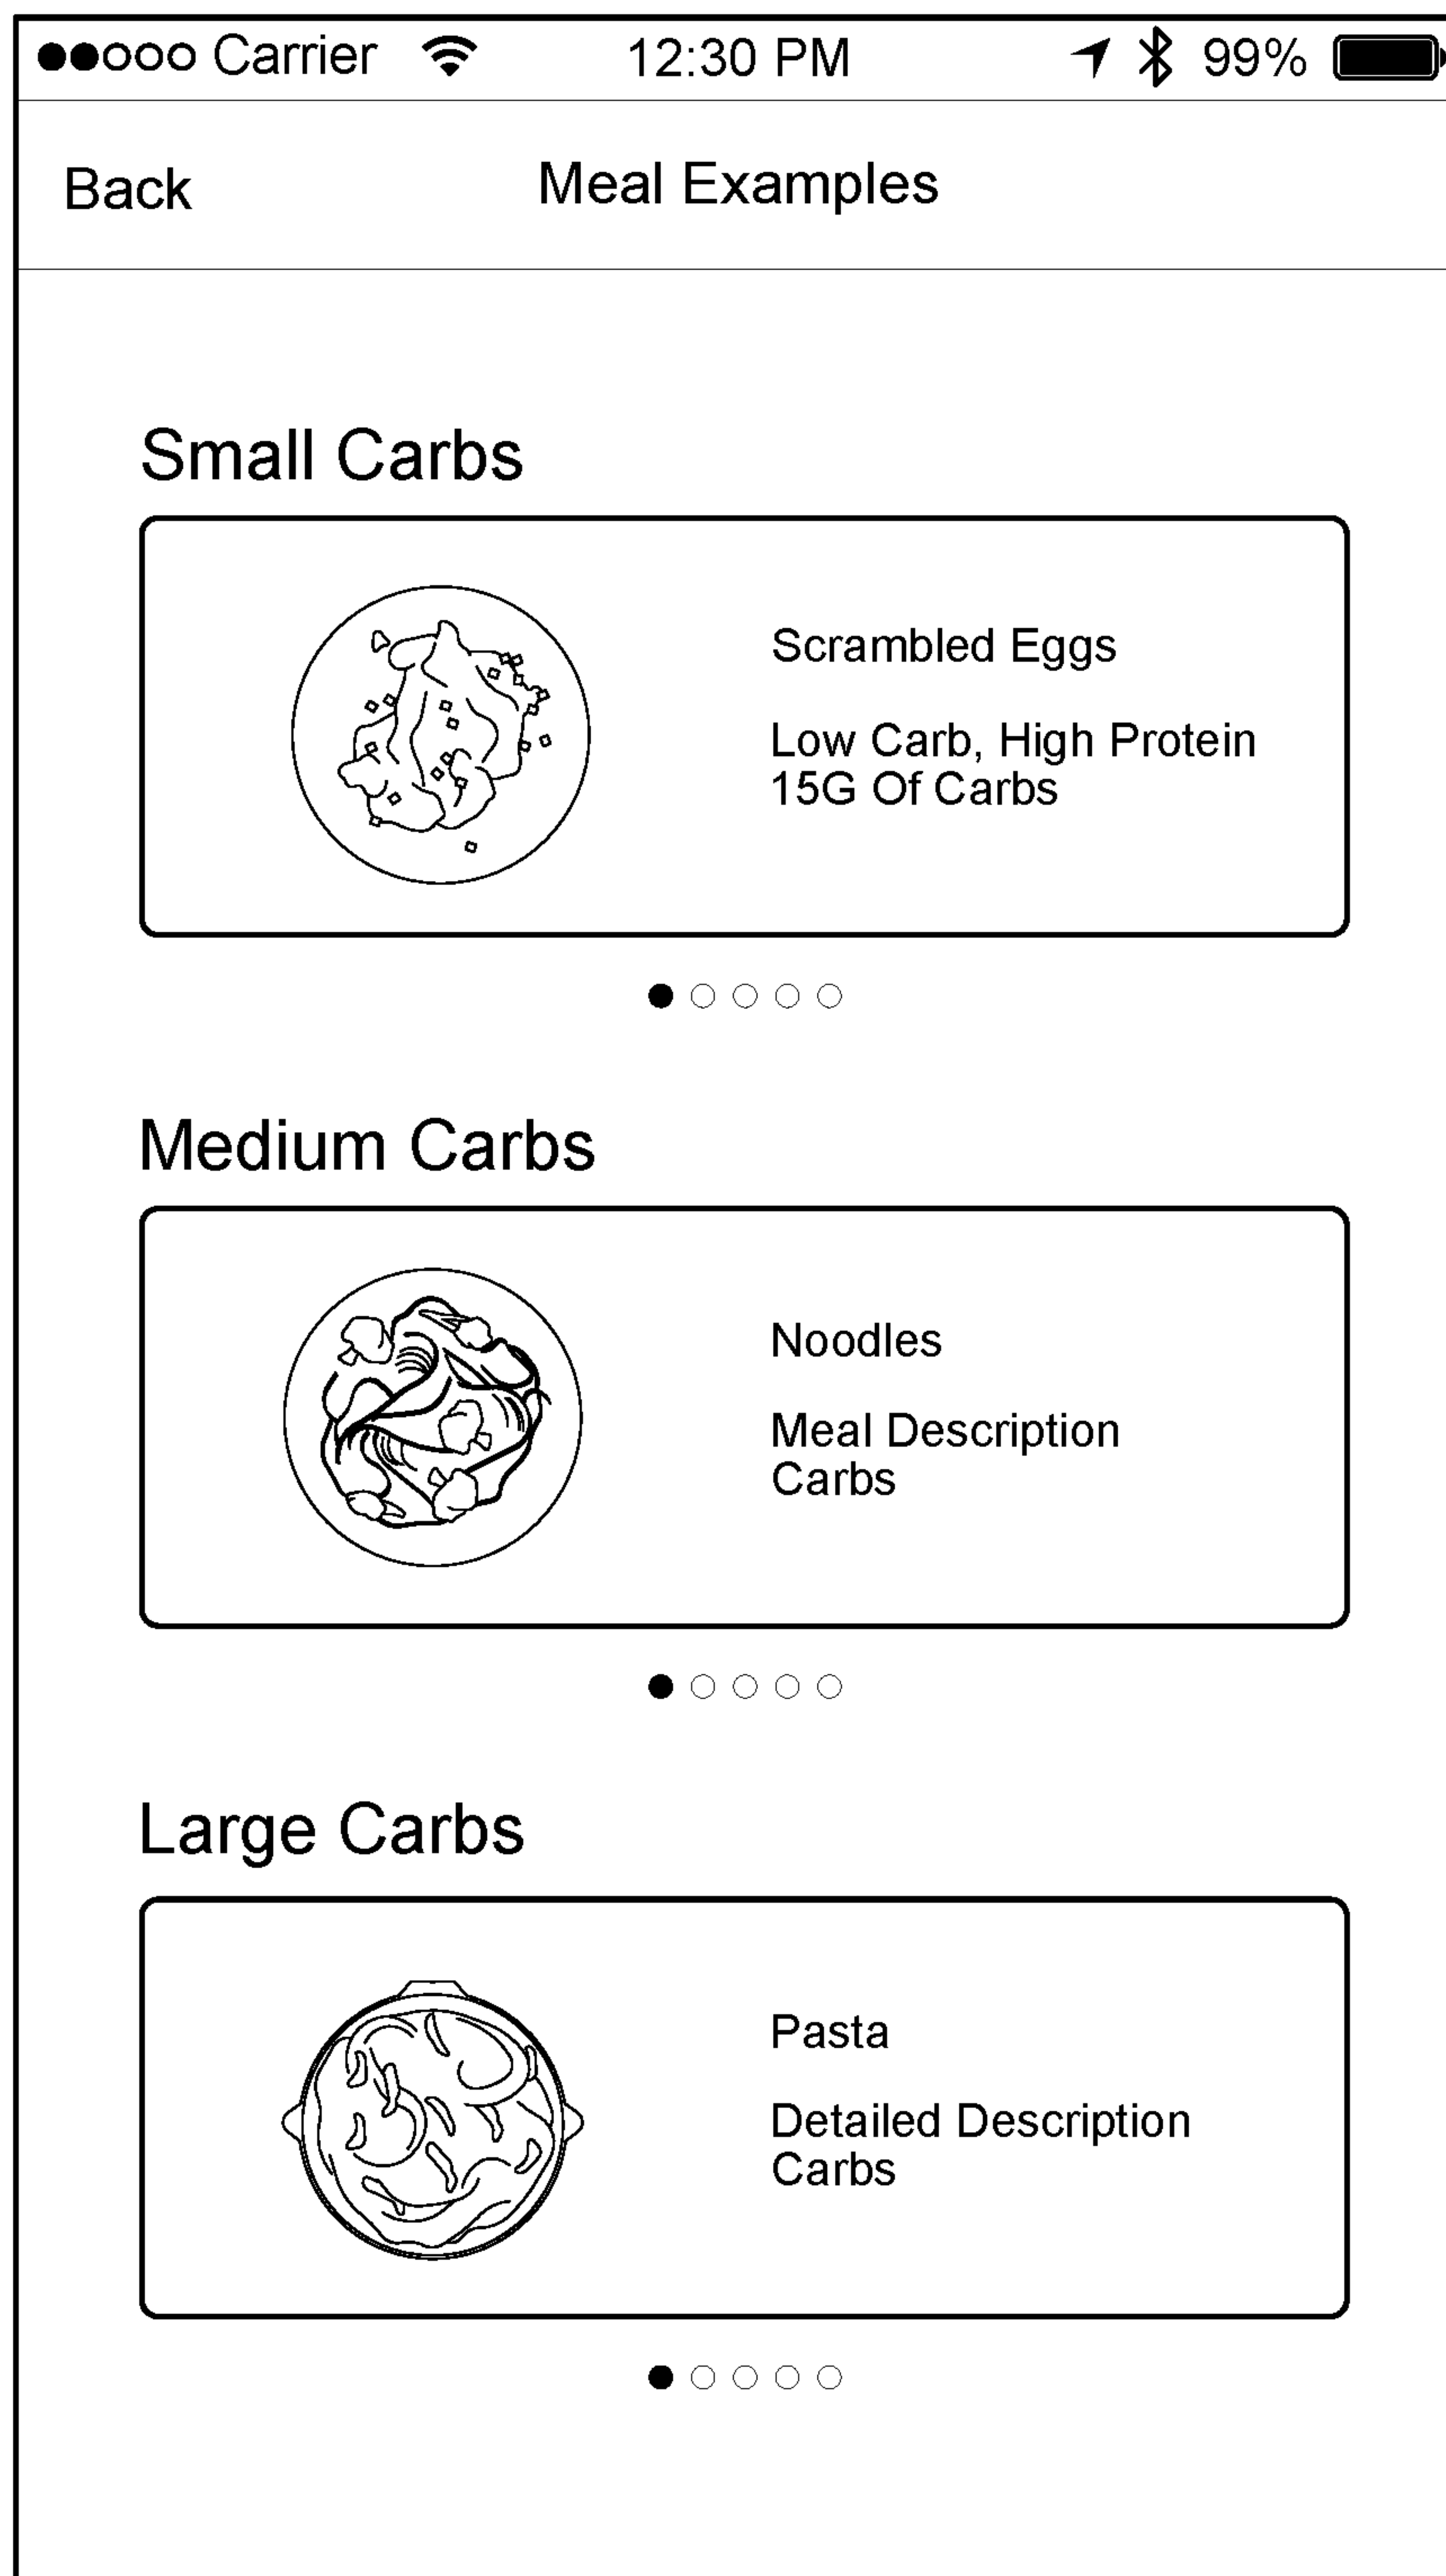 Carrier 12:30 PM 99%
Back Meal Examples
Small Carbs
Scrambled Eggs
Low Carb, High Protein
15G Of Carbs
Medium Carbs
Noodles
Meal Description
Carbs
Large Carbs
Pasta
Detailed Description
Carbs